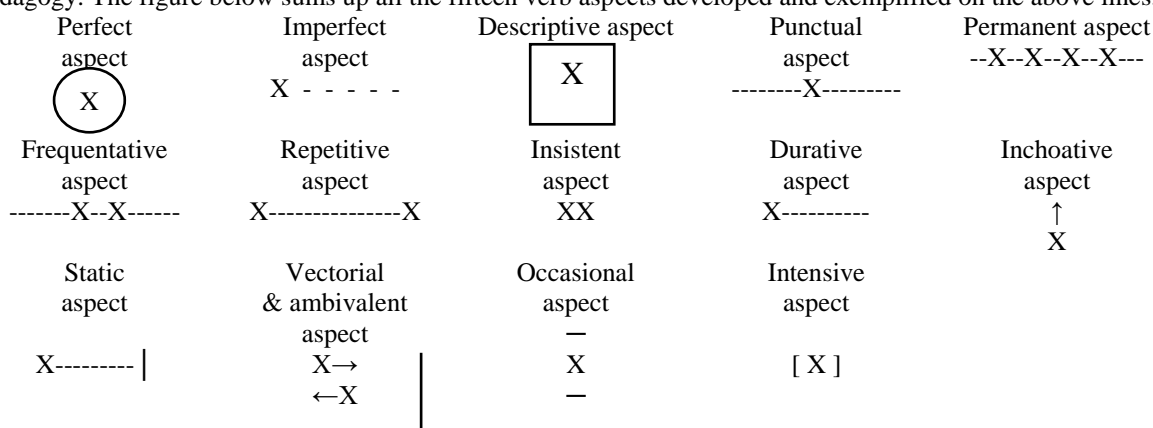 dagogy. The figure below sums up all the fifteen verb aspects developed and exemplified on the above lines.
Perfect aspect
X
Imperfect aspect
X - - - - -
Descriptive aspect
X
Punctual aspect
--------X---------
Permanent aspect
--X--X--X--X---
Frequentative aspect
-------X--X------
Repetitive aspect
X---------------X
Insistent aspect
XX
Durative aspect
X----------
Inchoative aspect
↑
X
Static aspect
X---------
Vectorial & ambivalent aspect
X→
←X
Occasional aspect
─
X
─
Intensive aspect
[ X ]